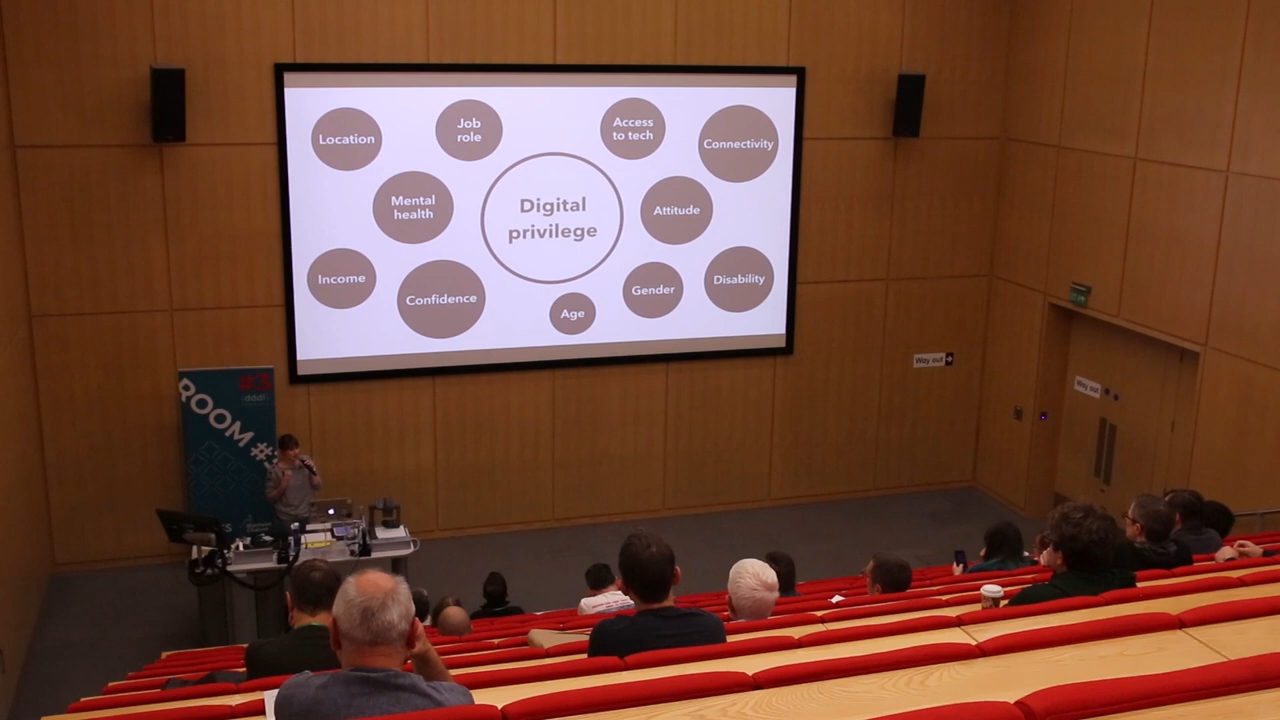 Location
Job
role
Access
to tech
Connectivity
Mental
health
Digital
privilege
Attitude
Income
Confidence
Age
Gender
Disability
#3
ROOM #
Way out
Way out